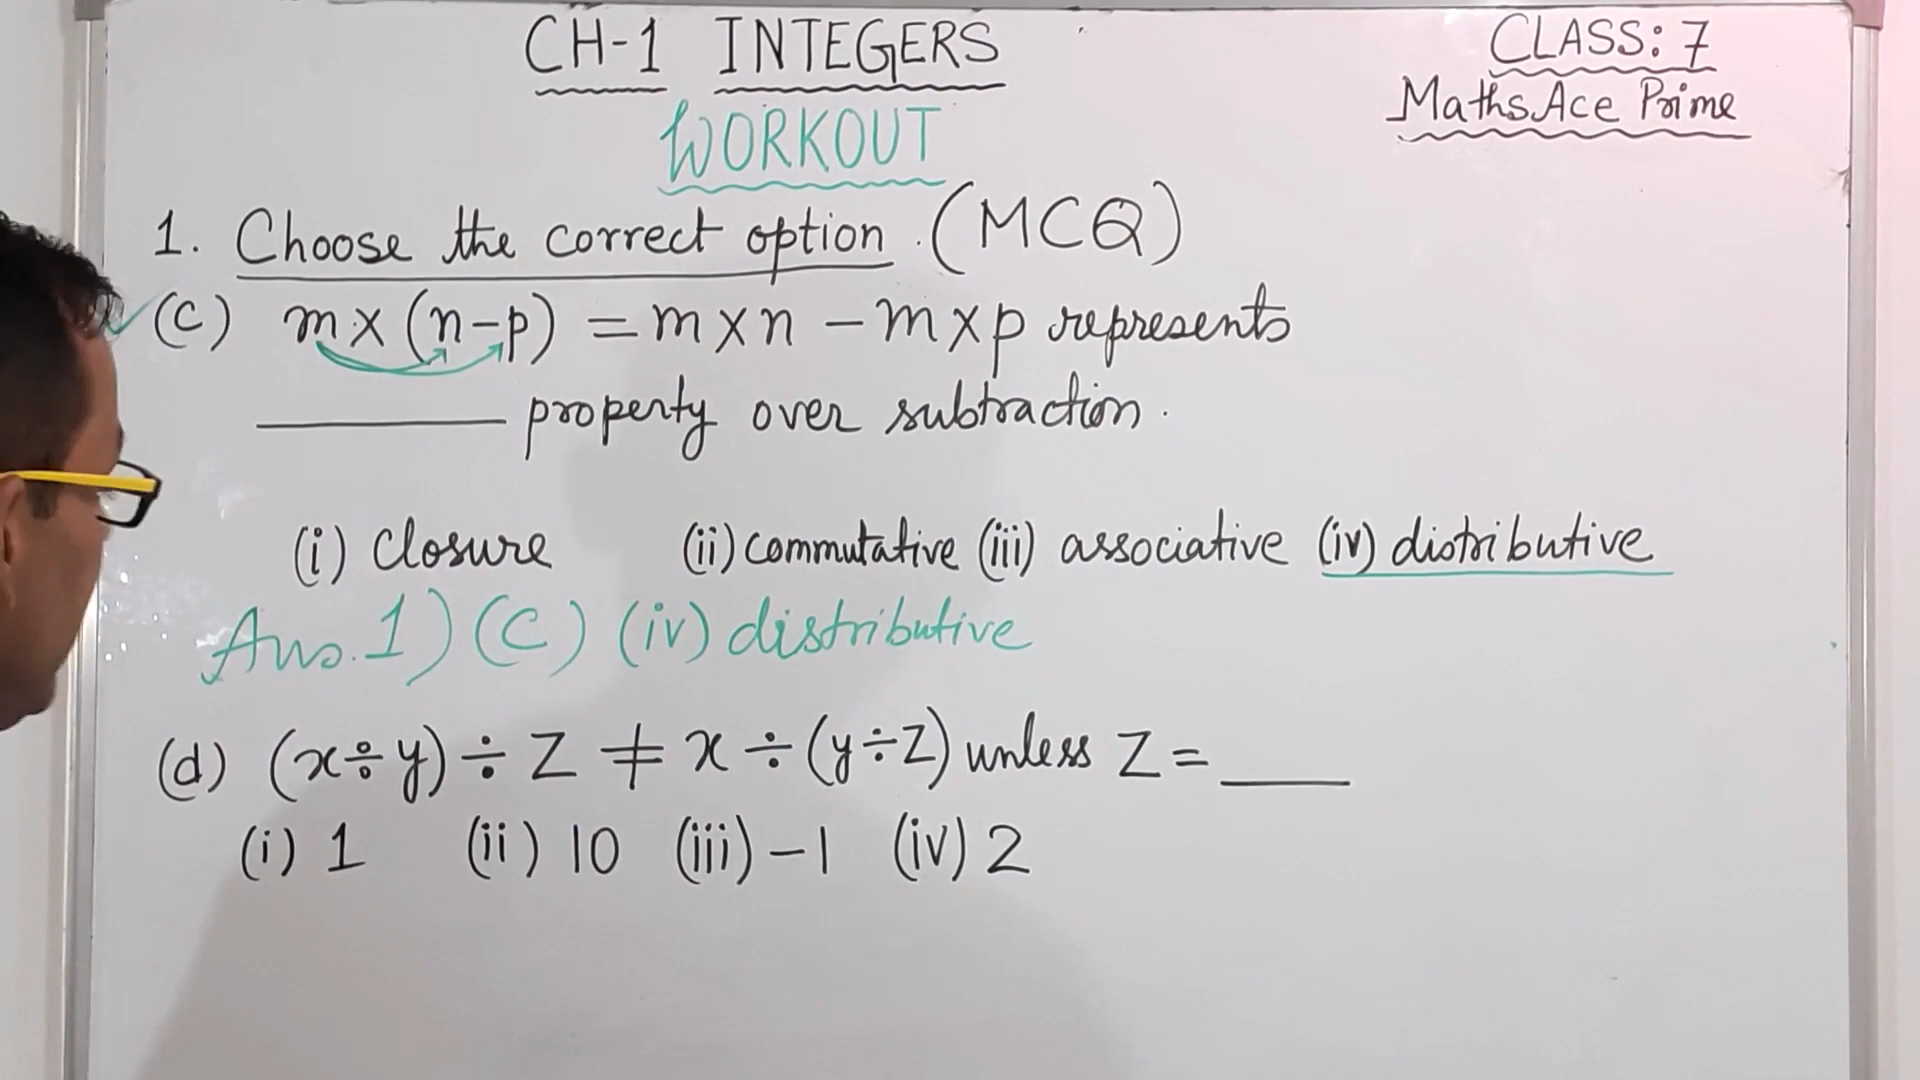 CH-1 INTEGERS
CLASS: 7
Maths Ace Prime
WORKOUT
1. Choose the correct option. (MCQ)
(C) m × (n-p) = m × n - m × p represents
______ property over subtraction.
(i) Closure (ii) commutative (iii) associative (iv) distributive
Ans. 1) (C) (iv) distributive
(d) (x÷y) ÷ Z ≠ x ÷ (y÷Z) unless Z = ____
(i) 1 (ii) 10 (iii) -1 (iv) 2